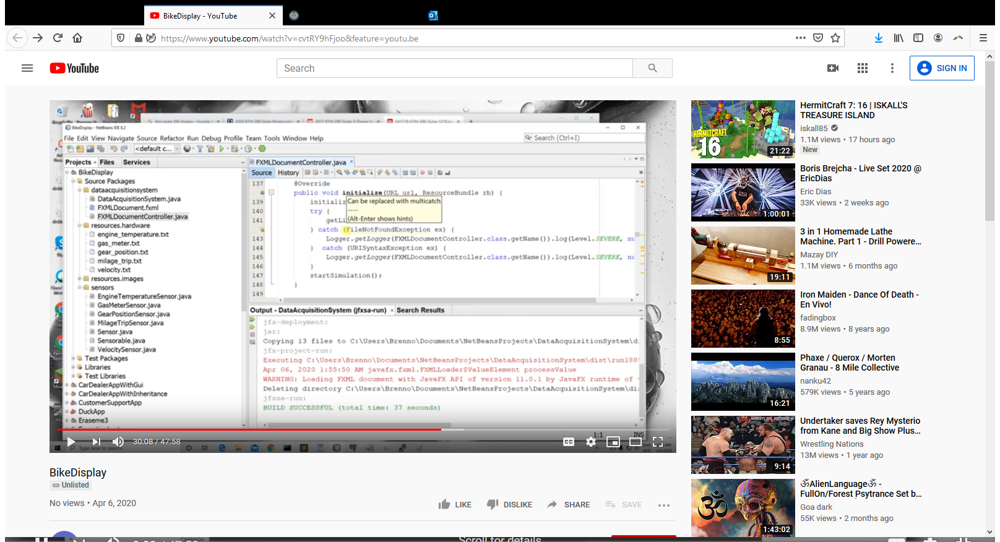 BikeDisplay - YouTube
https://www.youtube.com/watch?v=cvtRY9hFjoo&feature=youtu.be
YouTube
Search
SIGN IN
BikeDisplay - NetBeans IDE 8.2
File Edit View Navigate Source Refactor Run Debug Profile Team Tools Window Help
Search (Ctrl+I)
<default c...
Projects Files Services
FXMLDocumentController.java
Source History
BikeDisplay
Source Packages
dataacquisitionsystem
DataAcquisitionSystem.java
FXMLDocument.fxml
FXMLDocumentController.java
resources.hardware
engine_temperature.txt
gas_meter.txt
gear_position.txt
milage_trip.txt
velocity.txt
resources.images
sensors
EngineTemperatureSensor.java
GasMeterSensor.java
GearPositionSensor.java
MilageTripSensor.java
Sensor.java
Sensorable.java
VelocitySensor.java
Test Packages
Libraries
Test Libraries
CarDealerAppWithGui
CarDealerAppWithInheritance
CustomerSupportApp
DuckApp
Eraseme3
137 @Override
public void initialize(URL url, ResourceBundle rb) {
139 initializ
140 try {
141 getLi
} catch (FileNotFoundException ex) {
143 Logger.getLogger(FXMLDocumentController.class.getName()).log(Level.SEVERE, nu
144 } catch (URISyntaxException ex) {
145 Logger.getLogger(FXMLDocumentController.class.getName()).log(Level.SEVERE, nu
146 }
147 startSimulation();
148 }
149
Can be replaced with multicatch
----
(Alt-Enter shows hints)
Output - DataAcquisitionSystem (jfxsa-run) Search Results
jfx-deployment:
jar:
Copying 13 files to C:\Users\Brenno\Documents\NetBeansProjects\DataAcquisitionSystem\di
jfx-project-run:
Executing C:\Users\Brenno\Documents\NetBeansProjects\DataAcquisitionSystem\dist\run188
Apr 06, 2020 1:55:50 AM javafx.fxml.FXMLLoader$ValueElement processValue
WARNING: Loading FXML document with JavaFX API of version 11.0.1 by JavaFX runtime of
Deleting directory C:\Users\Brenno\Documents\NetBeansProjects\DataAcquisitionSystem\di
jfxsa-run:
BUILD SUCCESSFUL (total time: 37 seconds)
1:1 INS
Type here to search
30:08 / 47:58
CC
BikeDisplay
Unlisted
No views • Apr 6, 2020
LIKE DISLIKE SHARE SAVE
Scroll for details
HERMITCRAFT
16
21:22
HermitCraft 7: 16 | ISKALL'S
TREASURE ISLAND
iskall85
1.1M views • 17 hours ago
New
1:00:01
Boris Brejcha - Live Set 2020 @
EricDias
Eric Dias
33K views • 2 weeks ago
19:11
3 in 1 Homemade Lathe
Machine. Part 1 - Drill Powere...
Mazay DIY
1.1M views • 6 months ago
8:55
Iron Maiden - Dance Of Death -
En Vivo!
fadingbox
8.9M views • 8 years ago
16:21
Phaxe / Querox / Morten
Granau - 8 Mile Collective
nanku42
579K views • 5 years ago
WRESTLING NATIONS
9:14
Undertaker saves Rey Mysterio
from Kane and Big Show Plus...
Wrestling Nations
13M views • 1 year ago
ॐ
1:43:02
ॐAlienLanguageॐ -
FullOn/Forest Psytrance Set b...
Goa dark
55K views • 2 months ago